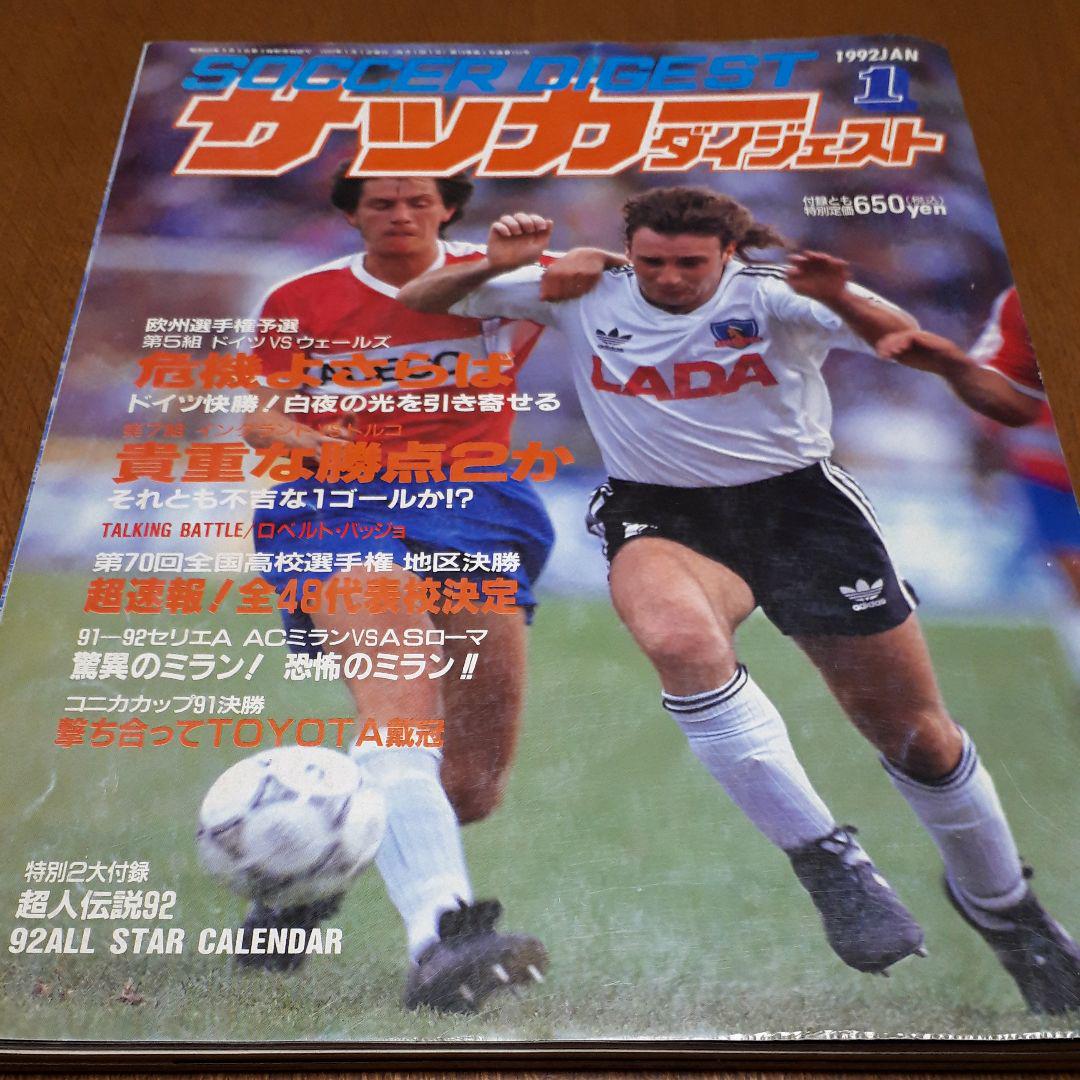 SOCCER DIGEST
1992JAN
1
サッカーダイジェスト
付録とも
特別定価650yen(税込)
欧州選手権予選
第5組 ドイツVSウェールズ
危機よさらば
ドイツ快勝!白夜の光を引き寄せる
第7組 イングランドVSトルコ
貴重な勝点2か
それとも不吉な1ゴールか!?
TALKING BATTLE/ロベルト・バッジョ
第70回全国高校選手権 地区決勝
超速報!全48代表校決定
91—92セリエA ACミランVSASローマ
驚異のミラン! 恐怖のミラン!!
コニカカップ91決勝
撃ち合ってTOYOTA戴冠
特別2大付録
超人伝説92
92ALL STAR CALENDAR
adidas
LADA
adidas